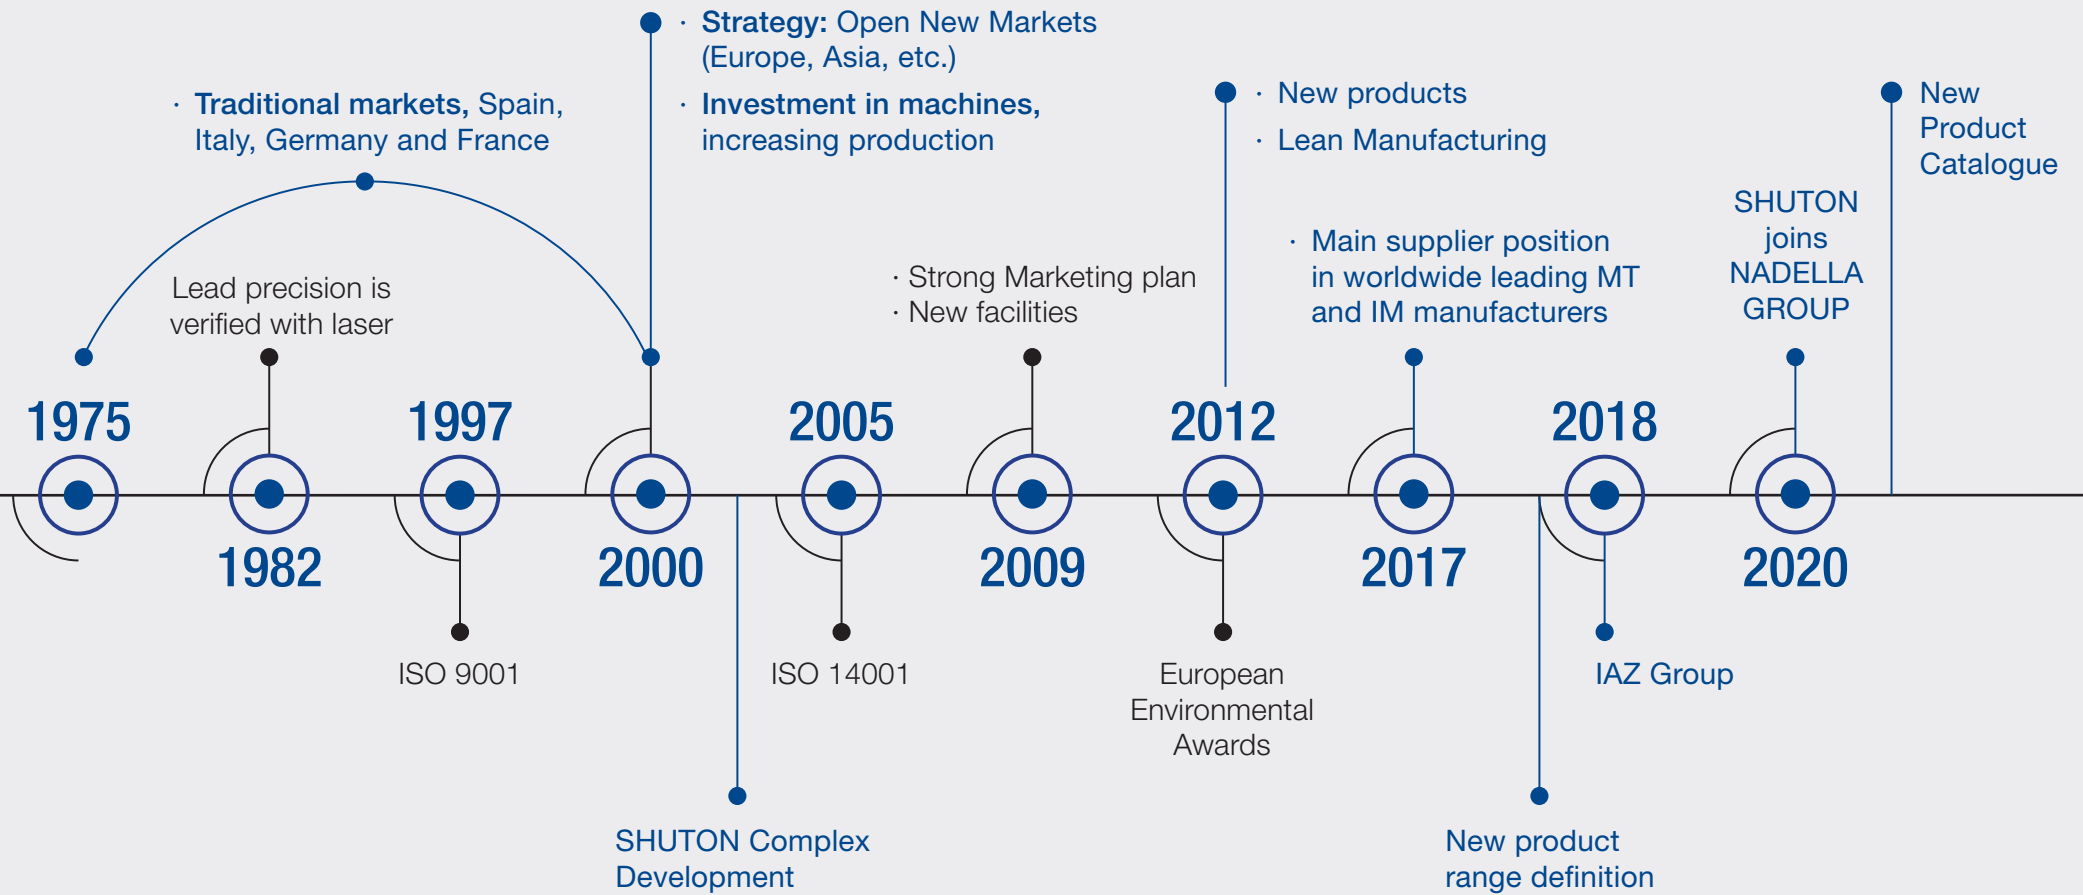 · Strategy: Open New Markets
(Europe, Asia, etc.)
· Investment in machines,
increasing production
· Traditional markets, Spain,
Italy, Germany and France
· New products
· Lean Manufacturing
New
Product
Catalogue
SHUTON
joins
NADELLA
GROUP
· Main supplier position
in worldwide leading MT
and IM manufacturers
· Strong Marketing plan
· New facilities
Lead precision is
verified with laser
1975
1997
2005
2012
2018
1982
2000
2009
2017
2020
ISO 9001
ISO 14001
European
Environmental
Awards
IAZ Group
SHUTON Complex
Development
New product
range definition